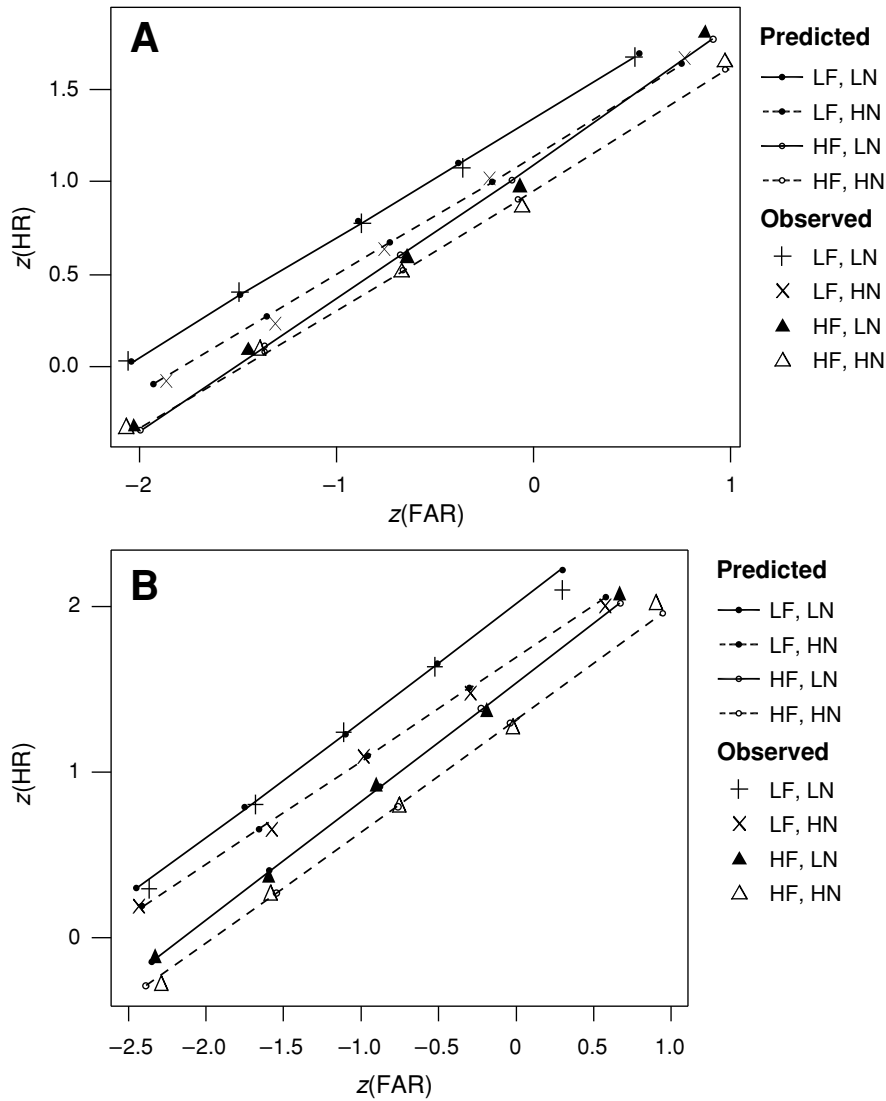 A
z(HR)
1.5
1.0
0.5
0.0
−2
−1
0
1
z(FAR)
Predicted
LF, LN
LF, HN
HF, LN
HF, HN
Observed
LF, LN
LF, HN
HF, LN
HF, HN
B
z(HR)
2
1
0
−2.5
−2.0
−1.5
−1.0
−0.5
0
0.5
1.0
z(FAR)
Predicted
LF, LN
LF, HN
HF, LN
HF, HN
Observed
LF, LN
LF, HN
HF, LN
HF, HN